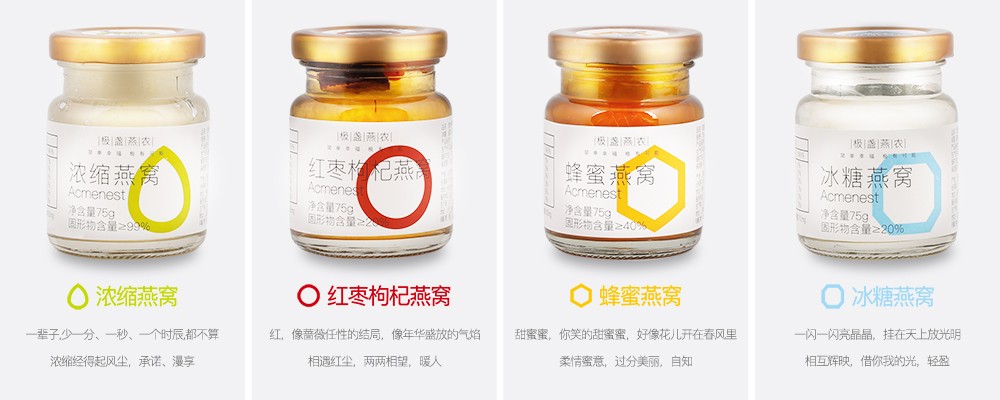 极盏燕农
浓缩燕窝
Acmenest
净含量75g
固形物含量≥99%
浓缩燕窝
一辈子,少一分、一秒、一个时辰,都不算
浓缩经得起风尘，承诺、漫享
极盏燕农
红枣枸杞燕窝
Acmenest
净含量75g
固形物含量≥20%
红枣枸杞燕窝
红，像蔷薇任性的结局，像年华盛放的气焰
相遇红尘，两两相望，暖人
极盏燕农
蜂蜜燕窝
Acmenest
净含量75g
固形物含量≥40%
蜂蜜燕窝
甜蜜蜜，你笑的甜蜜蜜，好像花儿开在春风里
柔情蜜意，过分美丽，自知
极盏燕农
冰糖燕窝
Acmenest
净含量75g
固形物含量≥20%
冰糖燕窝
一闪一闪亮晶晶，挂在天上放光明
相互辉映，借你我的光，轻盈